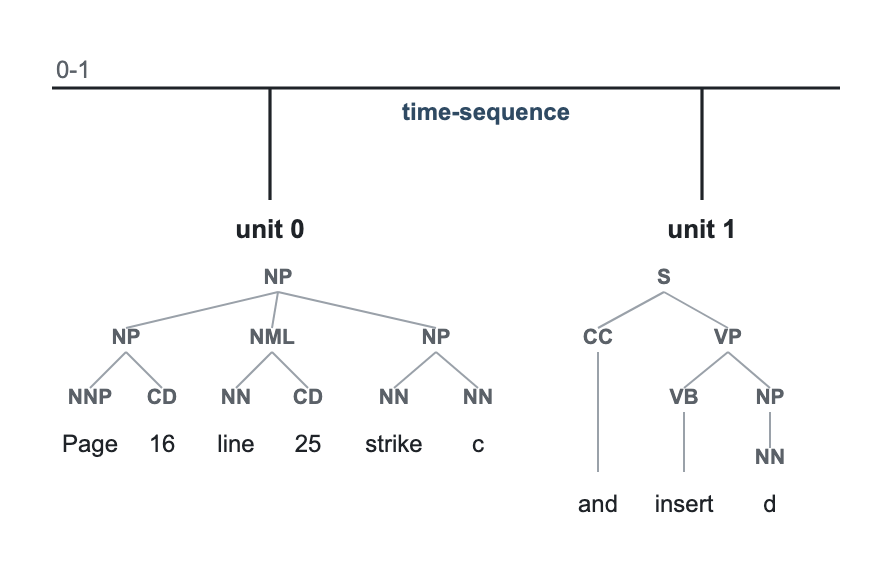 0-1
time-sequence
unit 0 unit 1
NP S
NP NML NP CC VP
NNP CD NN CD NN NN VB NP
Page 16 line 25 strike c
NN
and insert d